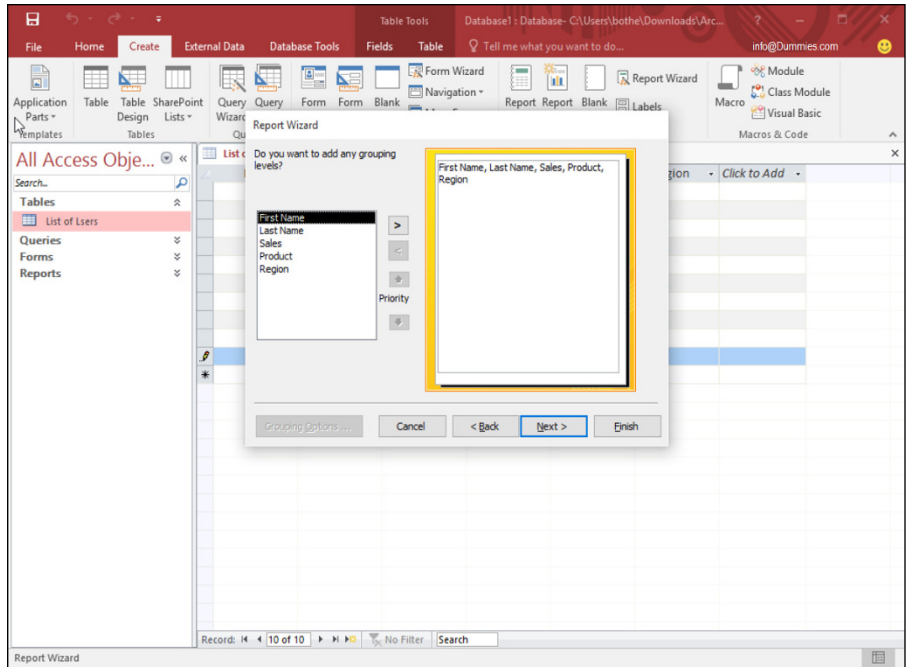 Table Tools Database1 : Database- C:\Users\bothe\Downloads\Arc... ?
File Home Create External Data Database Tools Fields Table Tell me what you want to do... info@Dummies.com
Form Wizard Report Wizard Module
Navigation Class Module
Application Table Table SharePoint Query Query Form Form Blank Report Report Blank Labels Macro
Parts Design Lists Wizard Visual Basic
Templates Tables Qu Macros & Code
Report Wizard
All Access Obje... «
List
Do you want to add any grouping
levels?
First Name, Last Name, Sales, Product,
Region
gion Click to Add
Search...
Tables
List of Lsers
Queries
Forms
Reports
First Name
Last Name
Sales
Product
Region
>
<
Priority
Grouping Options .... Cancel < Back Next > Finish
Record: 10 of 10 No Filter Search
Report Wizard